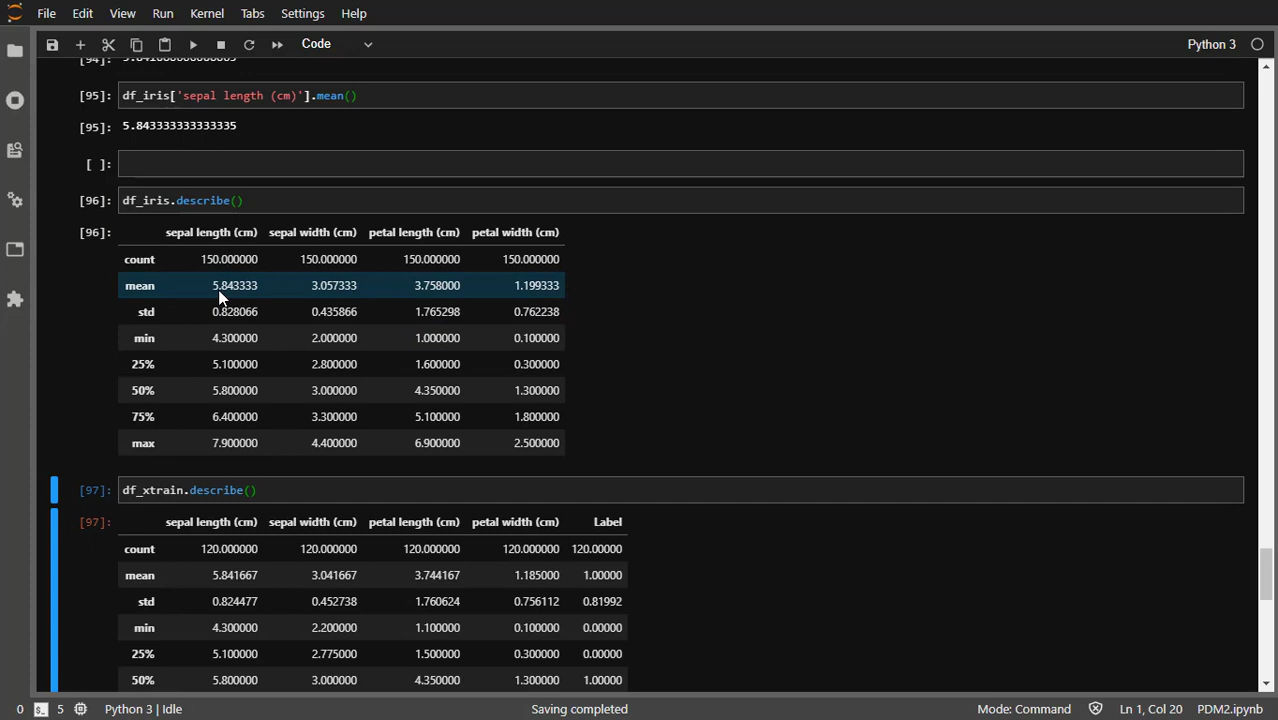 File Edit View Run Kernel Tabs Settings Help
Code Python 3
[94]: 5.841666666666665
[95]: df_iris['sepal length (cm)'].mean()
[95]: 5.843333333333335
[ ]:
[96]: df_iris.describe()
[96]: sepal length (cm) sepal width (cm) petal length (cm) petal width (cm)
count 150.000000 150.000000 150.000000 150.000000
mean 5.843333 3.057333 3.758000 1.199333
std 0.828066 0.435866 1.765298 0.762238
min 4.300000 2.000000 1.000000 0.100000
25% 5.100000 2.800000 1.600000 0.300000
50% 5.800000 3.000000 4.350000 1.300000
75% 6.400000 3.300000 5.100000 1.800000
max 7.900000 4.400000 6.900000 2.500000
[97]: df_xtrain.describe()
[97]: sepal length (cm) sepal width (cm) petal length (cm) petal width (cm) Label
count 120.000000 120.000000 120.000000 120.000000 120.00000
mean 5.841667 3.041667 3.744167 1.185000 1.00000
std 0.824477 0.452738 1.760624 0.756112 0.81992
min 4.300000 2.200000 1.100000 0.100000 0.00000
25% 5.100000 2.775000 1.500000 0.300000 0.00000
50% 5.800000 3.000000 4.350000 1.300000 1.00000
0 $_ 5 Python 3 | Idle Saving completed Mode: Command Ln 1, Col 20 PDM2.ipynb